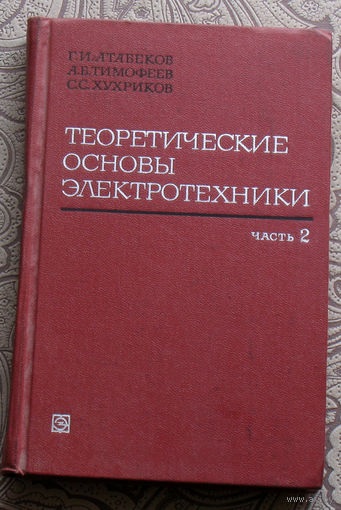 Г.И. АТАБЕКОВ
А.Б. ТИМОФЕЕВ
С.С. ХУХРИКОВ
ТЕОРЕТИЧЕСКИЕ
ОСНОВЫ
ЭЛЕКТРОТЕХНИКИ
ЧАСТЬ 2